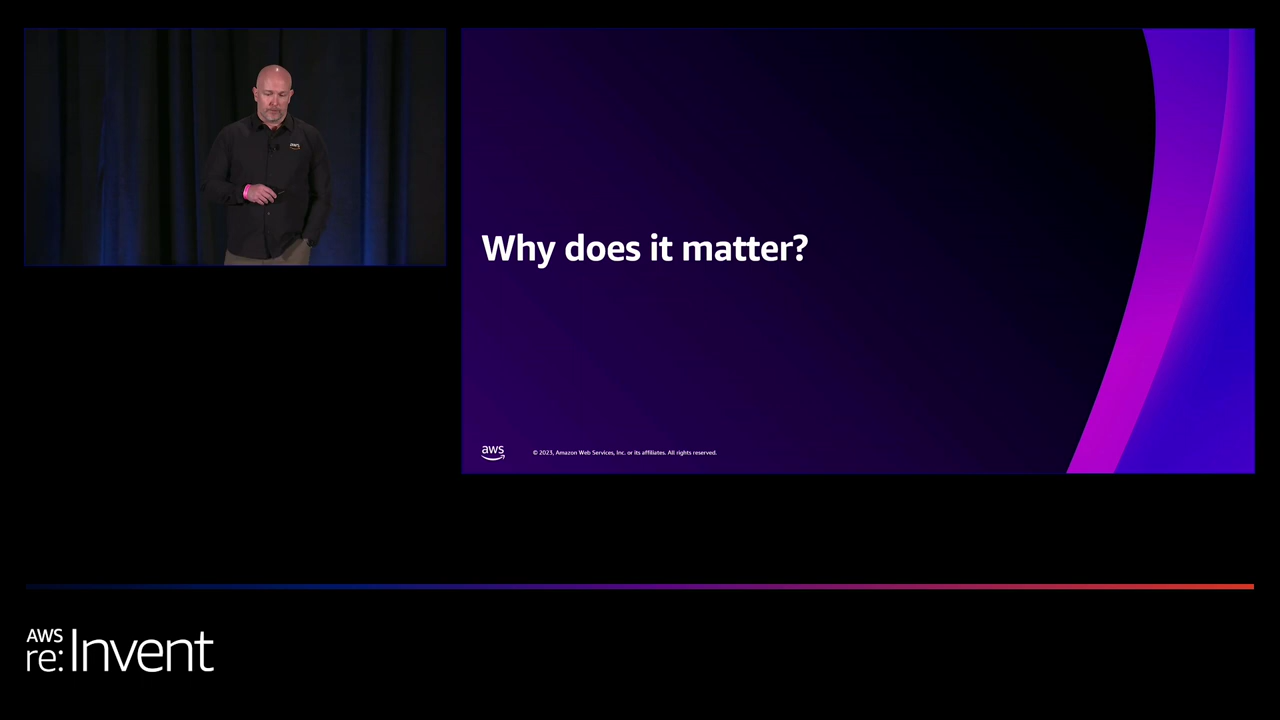 aws
Why does it matter?
aws
© 2023, Amazon Web Services, Inc. or its affiliates. All rights reserved.
AWS
re:Invent